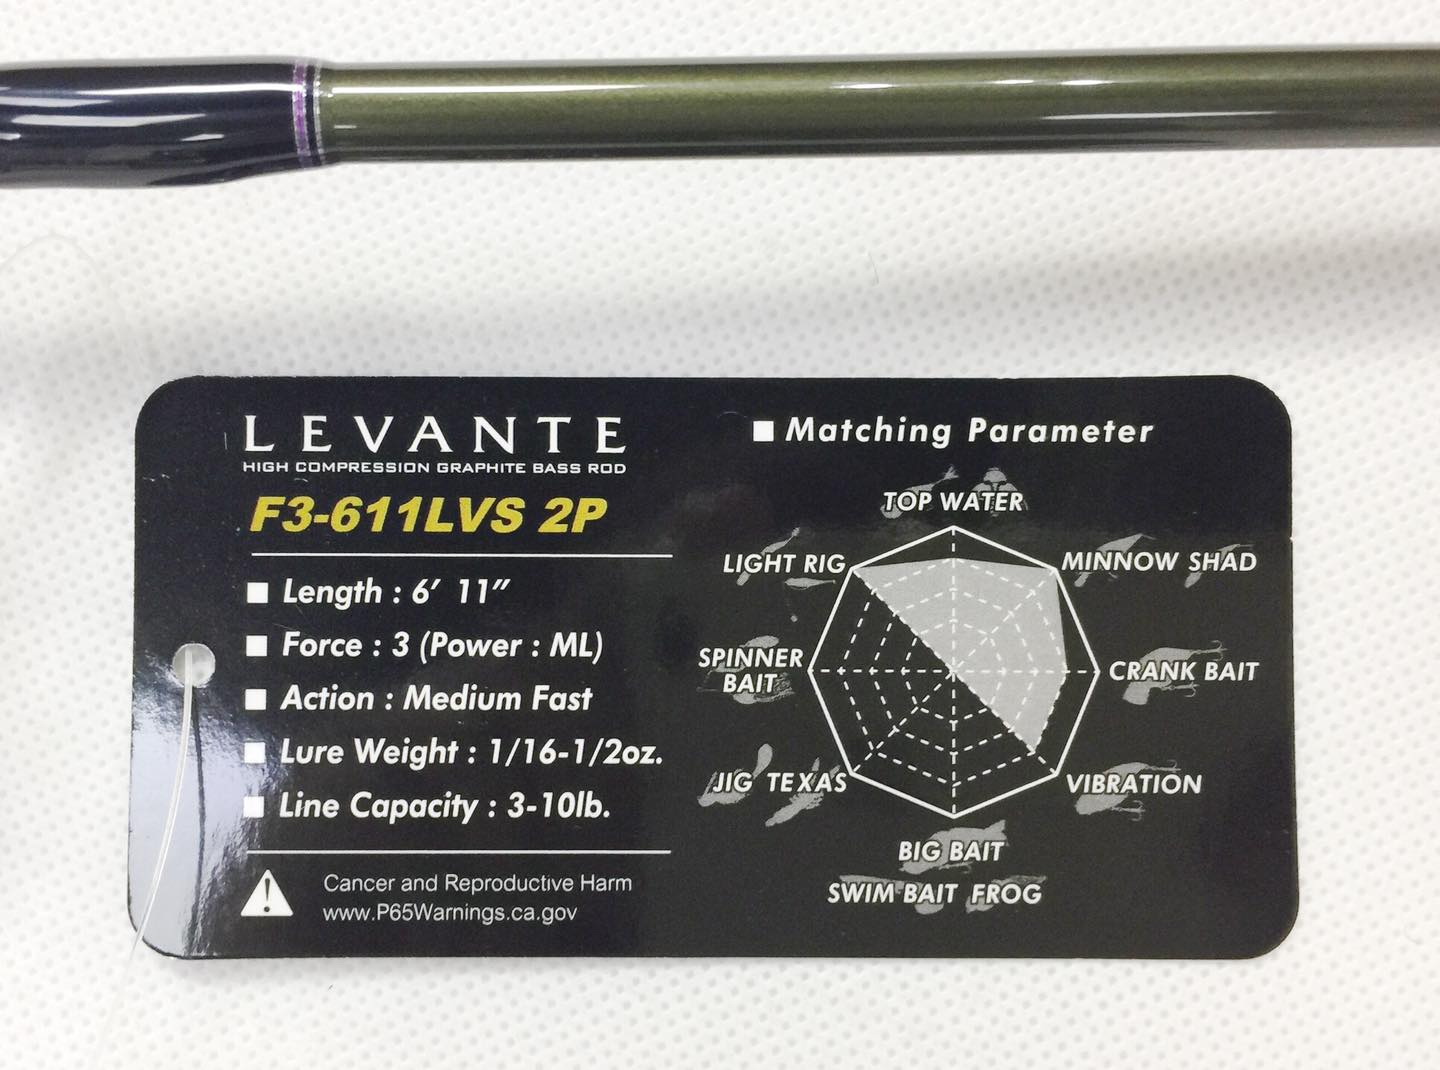 LEVANTE
HIGH COMPRESSION GRAPHITE BASS ROD
F3-611LVS 2P
Length : 6′ 11″
Force : 3 (Power : ML)
Action : Medium Fast
Lure Weight : 1/16-1/2oz.
Line Capacity : 3-10lb.
Cancer and Reproductive Harm
www.P65Warnings.ca.gov
Matching Parameter
TOP WATER
MINNOW SHAD
CRANK BAIT
VIBRATION
BIG BAIT
SWIM BAIT FROG
JIG TEXAS
SPINNER
BAIT
LIGHT RIG